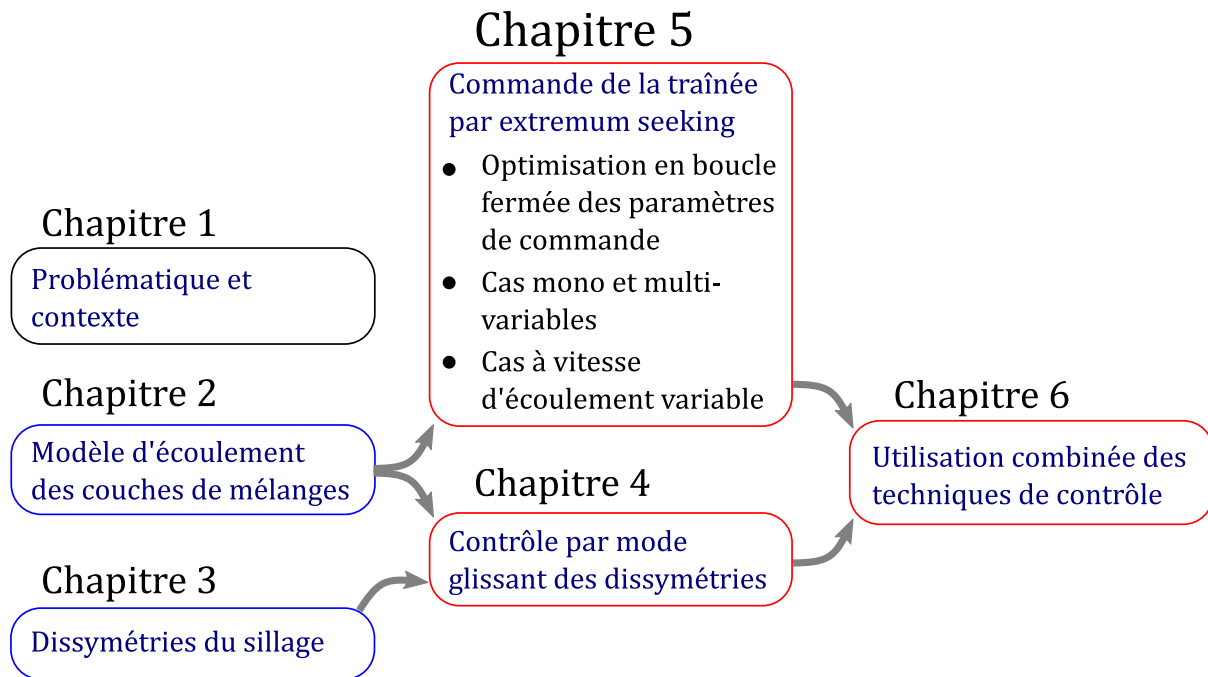 Chapitre 5
Commande de la traînée
par extremum seeking
● Optimisation en boucle
fermée des paramètres
de commande
● Cas mono et multi-
variables
● Cas à vitesse
d'écoulement variable
Chapitre 1
Problématique et
contexte
Chapitre 2
Modèle d'écoulement
des couches de mélanges
Chapitre 3
Dissymétries du sillage
Chapitre 4
Contrôle par mode
glissant des dissymétries
Chapitre 6
Utilisation combinée des
techniques de contrôle